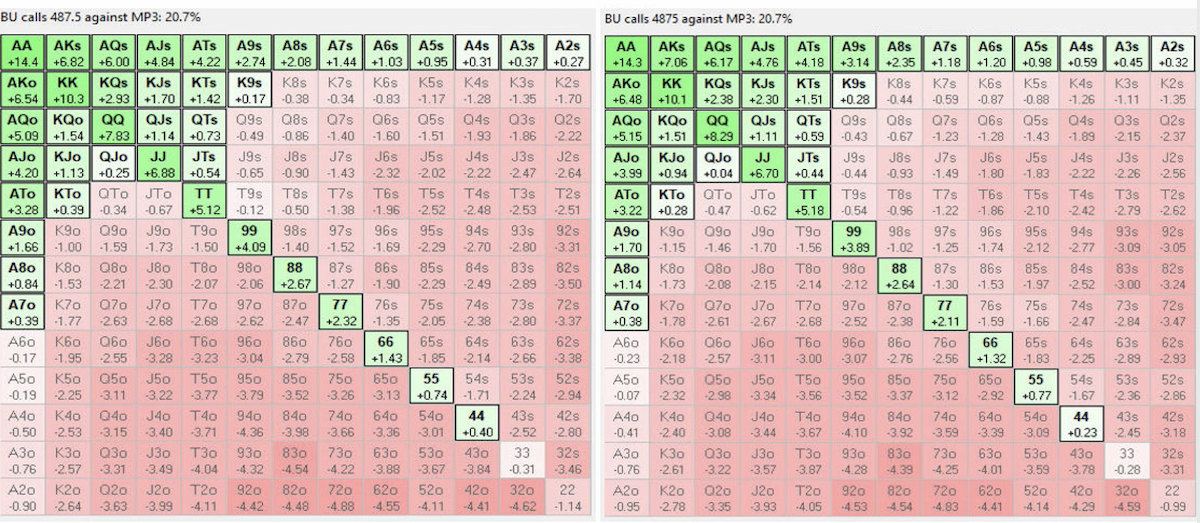 BU calls 487.5 against MP3: 20.7%
AA AKs AQs AJs ATs A9s A8s A7s A6s A5s A4s A3s A2s
+14.4 +6.82 +6.00 +4.84 +4.22 +2.74 +2.08 +1.44 +1.03 +0.95 +0.31 +0.37 +0.27
AKo KK KQs KJs KTs K9s K8s K7s K6s K5s K4s K3s K2s
+6.54 +10.3 +2.93 +1.70 +1.42 +0.17 -0.38 -0.34 -0.83 -1.17 -1.28 -1.35 -1.70
AQo KQo QQ QJs QTs Q9s Q8s Q7s Q6s Q5s Q4s Q3s Q2s
+5.09 +1.54 +7.83 +1.14 +0.73 -0.49 -0.86 -1.40 -1.60 -1.51 -1.93 -1.86 -2.22
AJo KJo QJo JJ JTs J9s J8s J7s J6s J5s J4s J3s J2s
+4.20 +1.13 +0.25 +6.88 +0.54 -0.65 -0.90 -1.43 -2.32 -2.02 -2.22 -2.47 -2.64
ATo KTo QTo JTo TT T9s T8s T7s T6s T5s T4s T3s T2s
+3.28 +0.39 -0.34 -0.67 +5.12 -0.12 -0.50 -1.38 -1.96 -2.52 -2.48 -2.53 -2.51
A9o K9o Q9o J9o T9o 99 98s 97s 96s 95s 94s 93s 92s
+1.66 -1.00 -1.59 -1.73 -1.50 +4.09 -1.40 -1.52 -1.69 -2.29 -2.70 -2.80 -3.31
A8o K8o Q8o J8o T8o 98o 88 87s 86s 85s 84s 83s 82s
+0.84 -1.53 -2.21 -2.30 -2.07 -2.06 +2.67 -1.27 -1.90 -2.29 -2.49 -2.89 -3.50
A7o K7o Q7o J7o T7o 97o 87o 77 76s 75s 74s 73s 72s
+0.39 -1.77 -2.63 -2.68 -2.68 -2.62 -2.47 +2.32 -1.35 -2.05 -2.38 -2.80 -3.37
A6o K6o Q6o J6o T6o 96o 86o 76o 66 65s 64s 63s 62s
-0.17 -1.95 -2.55 -3.28 -3.23 -3.04 -2.79 -2.58 +1.43 -1.85 -2.14 -2.66 -3.38
A5o K5o Q5o J5o T5o 95o 85o 75o 65o 55 54s 53s 52s
-0.19 -2.25 -3.11 -3.22 -3.77 -3.79 -3.52 -3.26 -3.13 +0.74 -1.71 -2.24 -2.94
A4o K4o Q4o J4o T4o 94o 84o 74o 64o 54o 44 43s 42s
-0.50 -2.53 -3.15 -3.40 -3.71 -4.36 -3.98 -3.66 -3.36 -3.01 +0.40 -2.52 -2.80
A3o K3o Q3o J3o T3o 93o 83o 73o 63o 53o 43o 33 32s
-0.76 -2.57 -3.31 -3.49 -4.04 -4.32 -4.54 -4.22 -3.88 -3.67 -3.84 -0.31 -3.46
A2o K2o Q2o J2o T2o 92o 82o 72o 62o 52o 42o 32o 22
-0.90 -2.64 -3.63 -3.99 -4.11 -4.42 -4.48 -4.88 -4.55 -4.11 -4.41 -4.62 -1.14
BU calls 4875 against MP3: 20.7%
AA AKs AQs AJs ATs A9s A8s A7s A6s A5s A4s A3s A2s
+14.3 +7.06 +6.17 +4.76 +4.18 +3.14 +2.35 +1.18 +1.20 +0.98 +0.59 +0.45 +0.32
AKo KK KQs KJs KTs K9s K8s K7s K6s K5s K4s K3s K2s
+6.48 +10.1 +2.38 +2.30 +1.51 +0.28 -0.44 -0.59 -0.87 -0.88 -1.26 -1.11 -1.35
AQo KQo QQ QJs QTs Q9s Q8s Q7s Q6s Q5s Q4s Q3s Q2s
+5.15 +1.51 +8.29 +1.11 +0.59 -0.43 -0.67 -1.23 -1.28 -1.43 -1.89 -2.15 -2.37
AJo KJo QJo JJ JTs J9s J8s J7s J6s J5s J4s J3s J2s
+3.99 +0.94 +0.04 +6.70 +0.44 -0.44 -0.93 -1.49 -1.80 -1.83 -2.22 -2.26 -2.56
ATo KTo QTo JTo TT T9s T8s T7s T6s T5s T4s T3s T2s
+3.22 +0.28 -0.47 -0.62 +5.18 -0.54 -0.96 -1.22 -1.86 -2.10 -2.42 -2.79 -2.62
A9o K9o Q9o J9o T9o 99 98s 97s 96s 95s 94s 93s 92s
+1.70 -1.15 -1.46 -1.70 -1.56 +3.89 -1.02 -1.25 -1.74 -2.12 -2.77 -3.09 -3.05
A8o K8o Q8o J8o T8o 98o 88 87s 86s 85s 84s 83s 82s
+1.14 -1.73 -2.08 -2.15 -2.14 -2.12 +2.64 -1.30 -1.53 -1.97 -2.52 -3.00 -3.24
A7o K7o Q7o J7o T7o 97o 87o 77 76s 75s 74s 73s 72s
+0.38 -1.78 -2.61 -2.67 -2.68 -2.52 -2.38 +2.11 -1.59 -1.66 -2.47 -2.84 -3.47
A6o K6o Q6o J6o T6o 96o 86o 76o 66 65s 64s 63s 62s
-0.23 -2.18 -2.57 -3.11 -3.00 -3.07 -2.76 -2.56 +1.32 -1.83 -2.25 -2.89 -2.93
A5o K5o Q5o J5o T5o 95o 85o 75o 65o 55 54s 53s 52s
-0.07 -2.32 -2.98 -3.34 -3.56 -3.52 -3.37 -3.12 -2.92 +0.77 -1.67 -2.36 -2.86
A4o K4o Q4o J4o T4o 94o 84o 74o 64o 54o 44 43s 42s
-0.41 -2.40 -3.08 -3.44 -3.67 -4.10 -3.92 -3.59 -3.39 -3.09 +0.23 -2.45 -3.18
A3o K3o Q3o J3o T3o 93o 83o 73o 63o 53o 43o 33 32s
-0.76 -2.61 -3.22 -3.57 -3.87 -4.28 -4.39 -4.25 -4.01 -3.59 -3.78 -0.28 -3.31
A2o K2o Q2o J2o T2o 92o 82o 72o 62o 52o 42o 32o 22
-0.95 -2.78 -3.35 -3.93 -4.05 -4.53 -4.54 -4.83 -4.41 -4.14 -4.29 -4.59 -0.99